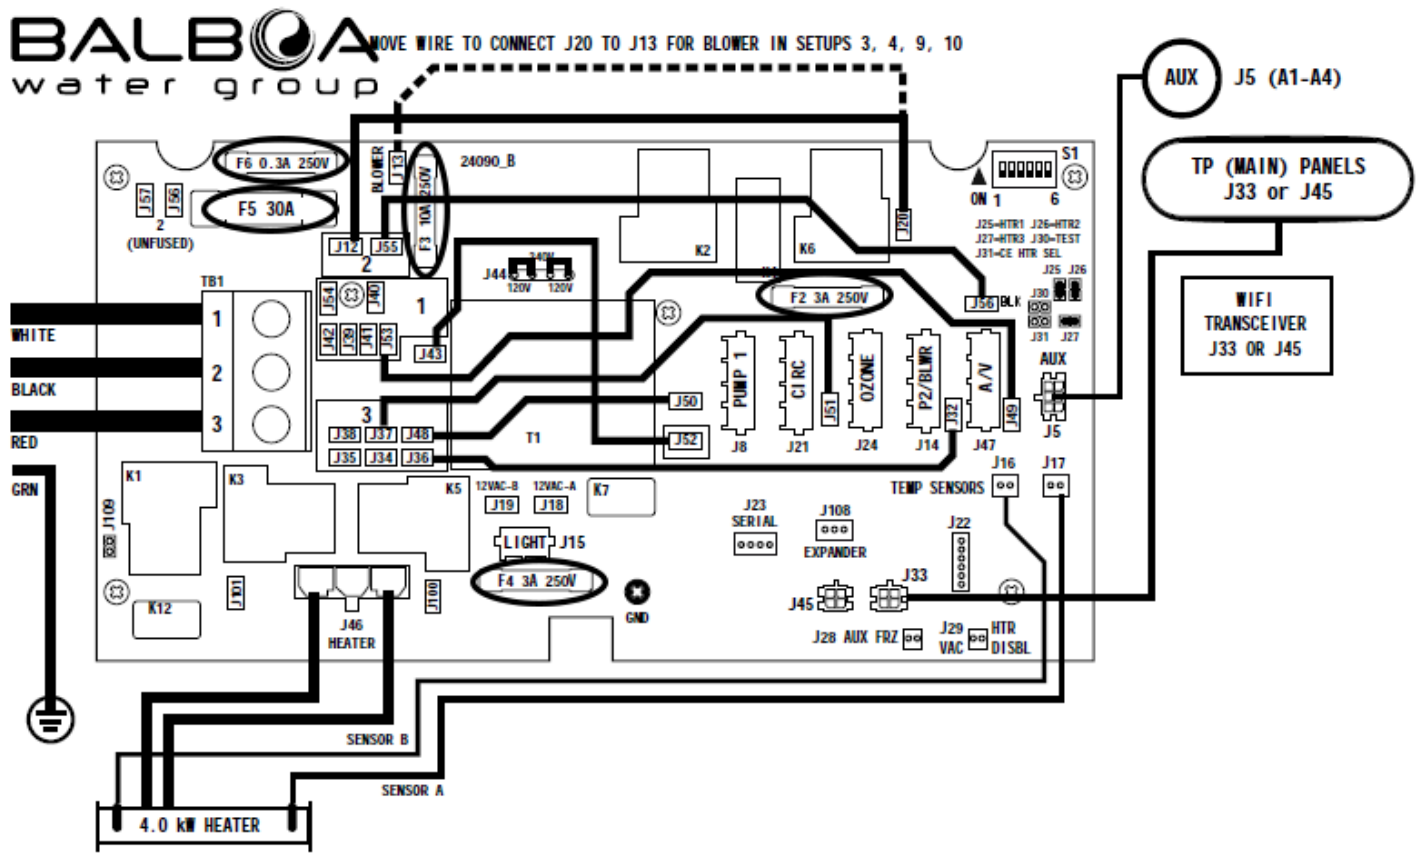 BALBOA
water group
MOVE WIRE TO CONNECT J20 TO J13 FOR BLOWER IN SETUPS 3, 4, 9, 10
AUX
J5 (A1-A4)
TP (MAIN) PANELS
J33 or J45
WIFI
TRANSCEIVER
J33 OR J45
F6 0.3A 250V
BLOWER
J13
F3 10A 250V
24090_B
S1
ON 1
6
J57
J56
2
(UNFUSED)
F5 30A
K2
K6
J20
J25=HTR1 J26=HTR2
J27=HTR3 J30=TEST
J31=CE HTR SEL
J12
J55
2
J44
240V
120V
120V
J25
J26
TB1
J54
J40
1
F2 3A 250V
J56
BLK
J30
J31
J27
1
WHITE
J42
J39
J41
J53
J43
AUX
2
BLACK
PUMP 1
CIRC
OZONE
P2/BLWR
A/V
J50
J51
J32
J49
3
RED
3
J38
J37
J48
T1
J52
J8
J21
J24
J14
J47
J5
J35
J34
J36
GRN
K1
K3
K5
12VAC-B
12VAC-A
J19
J18
K7
TEMP SENSORS
J16
J17
J109
J23
SERIAL
J108
EXPANDER
J22
LIGHT
J15
F4 3A 250V
J101
J100
K12
J46
HEATER
GND
J45
J33
J28 AUX FRZ
J29
VAC
HTR
DISBL
SENSOR B
SENSOR A
4.0 kW HEATER